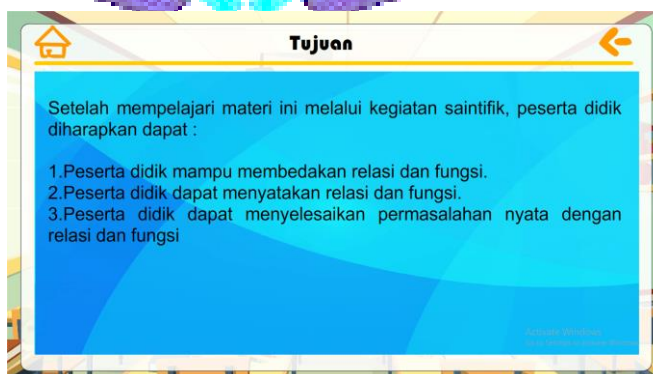 Tujuan
Setelah mempelajari materi ini melalui kegiatan saintifik, peserta didik
diharapkan dapat :
1.Peserta didik mampu membedakan relasi dan fungsi.
2.Peserta didik dapat menyatakan relasi dan fungsi.
3.Peserta didik dapat menyelesaikan permasalahan nyata dengan
relasi dan fungsi
Activate Windows